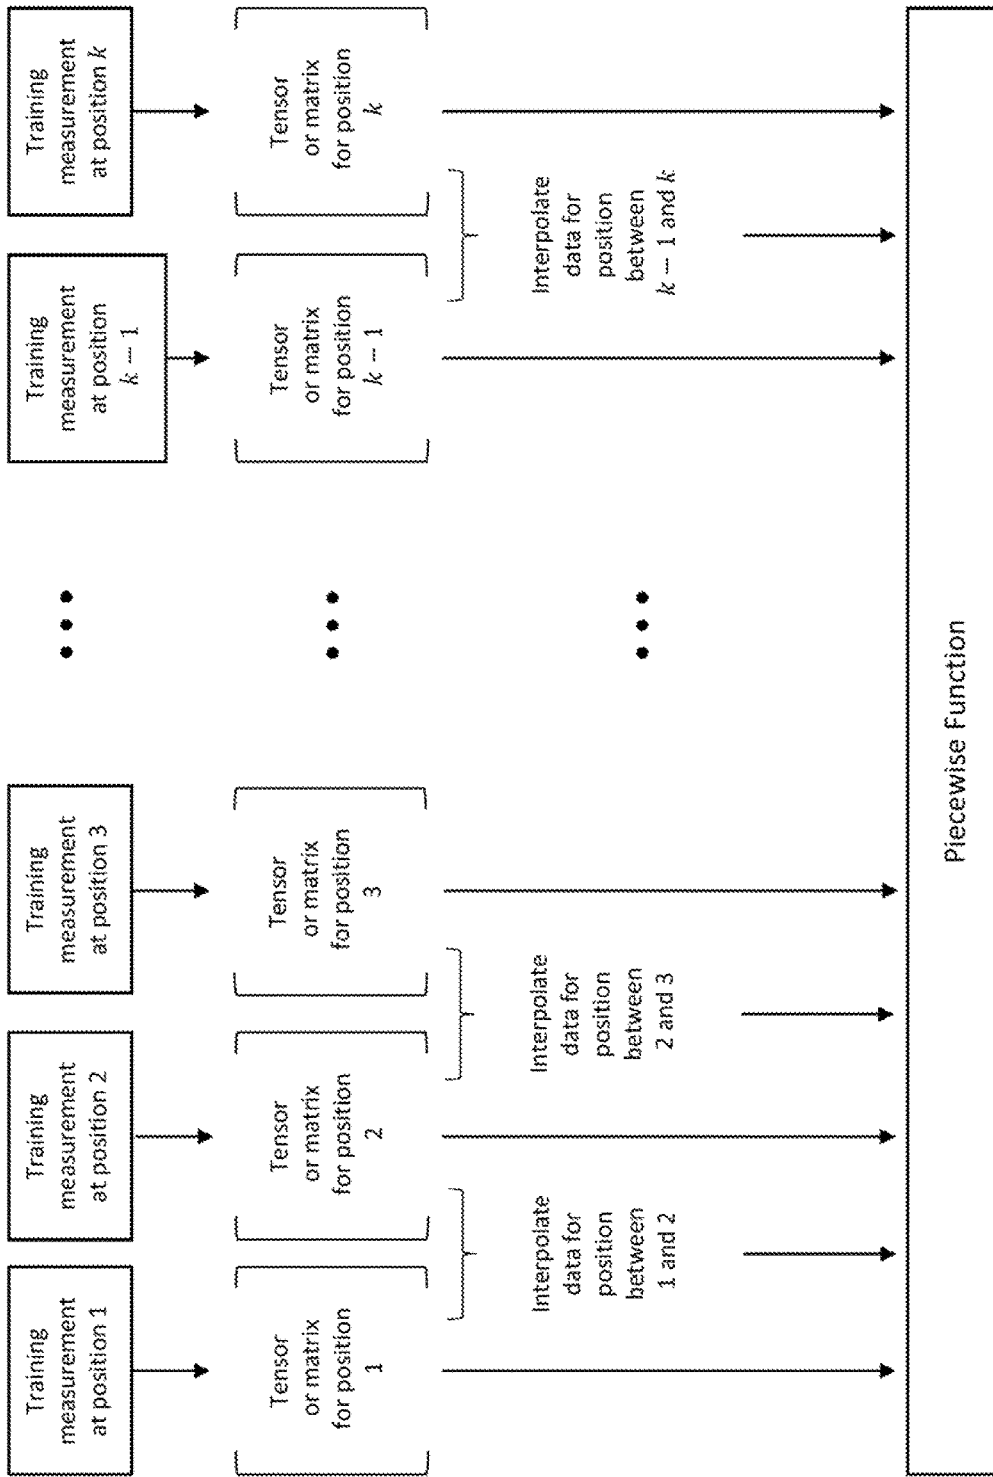 Training
measurement
at position 1
Training
measurement
at position 2
Training
measurement
at position 3
Training
measurement
at position
k − 1
Training
measurement
at position k
Tensor
or matrix
for position
1
Tensor
or matrix
for position
2
Tensor
or matrix
for position
3
Tensor
or matrix
for position
k − 1
Tensor
or matrix
for position
k
Interpolate
data for
position
between
1 and 2
Interpolate
data for
position
between
2 and 3
Interpolate
data for
position
between
k − 1 and k
Piecewise Function